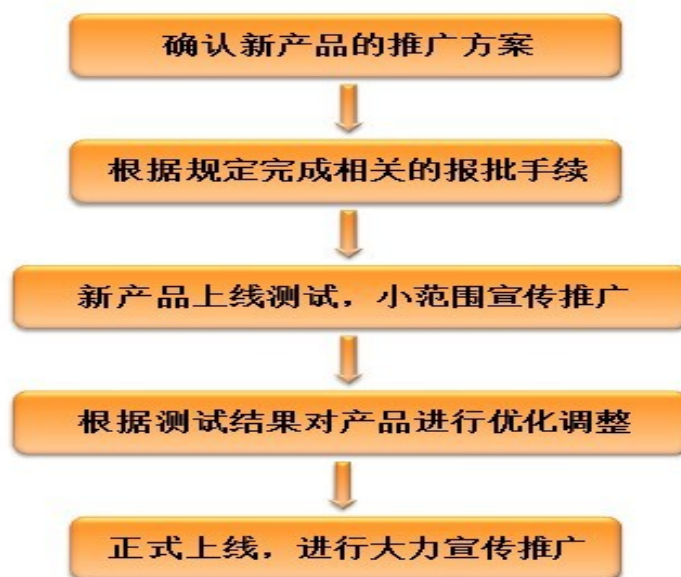 确认新产品的推广方案
根据规定完成相关的报批手续
新产品上线测试，小范围宣传推广
根据测试结果对产品进行优化调整
正式上线，进行大力宣传推广